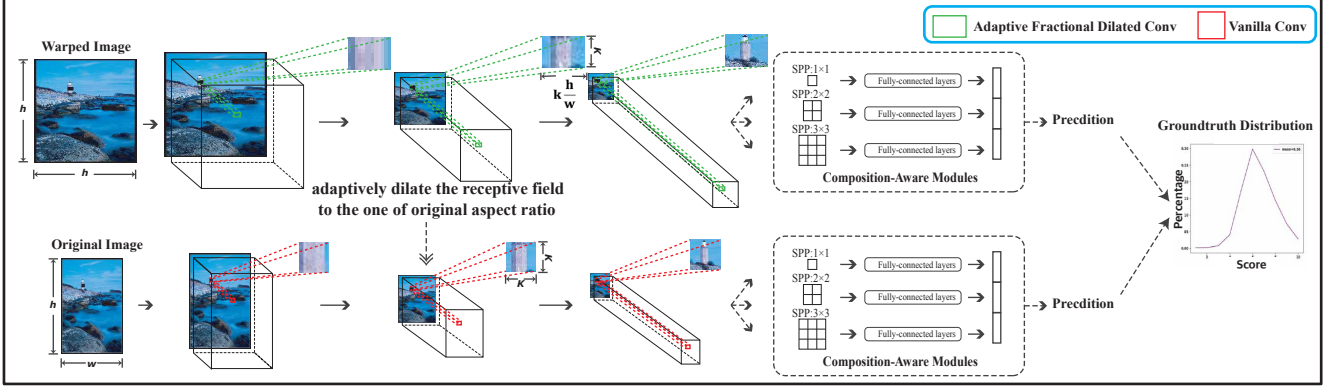 Adaptive Fractional Dilated Conv
Vanilla Conv
Warped Image
h
h
K
k h/w
SPP:1×1
Fully-connected layers
SPP:2×2
Fully-connected layers
SPP:3×3
Fully-connected layers
Composition-Aware Modules
Precdition
Groundtruth Distribution
Percentage
Score
adaptively dilate the receptive field
to the one of original aspect ratio
Original Image
h
w
K
K
SPP:1×1
Fully-connected layers
SPP:2×2
Fully-connected layers
SPP:3×3
Fully-connected layers
Composition-Aware Modules
Precdition